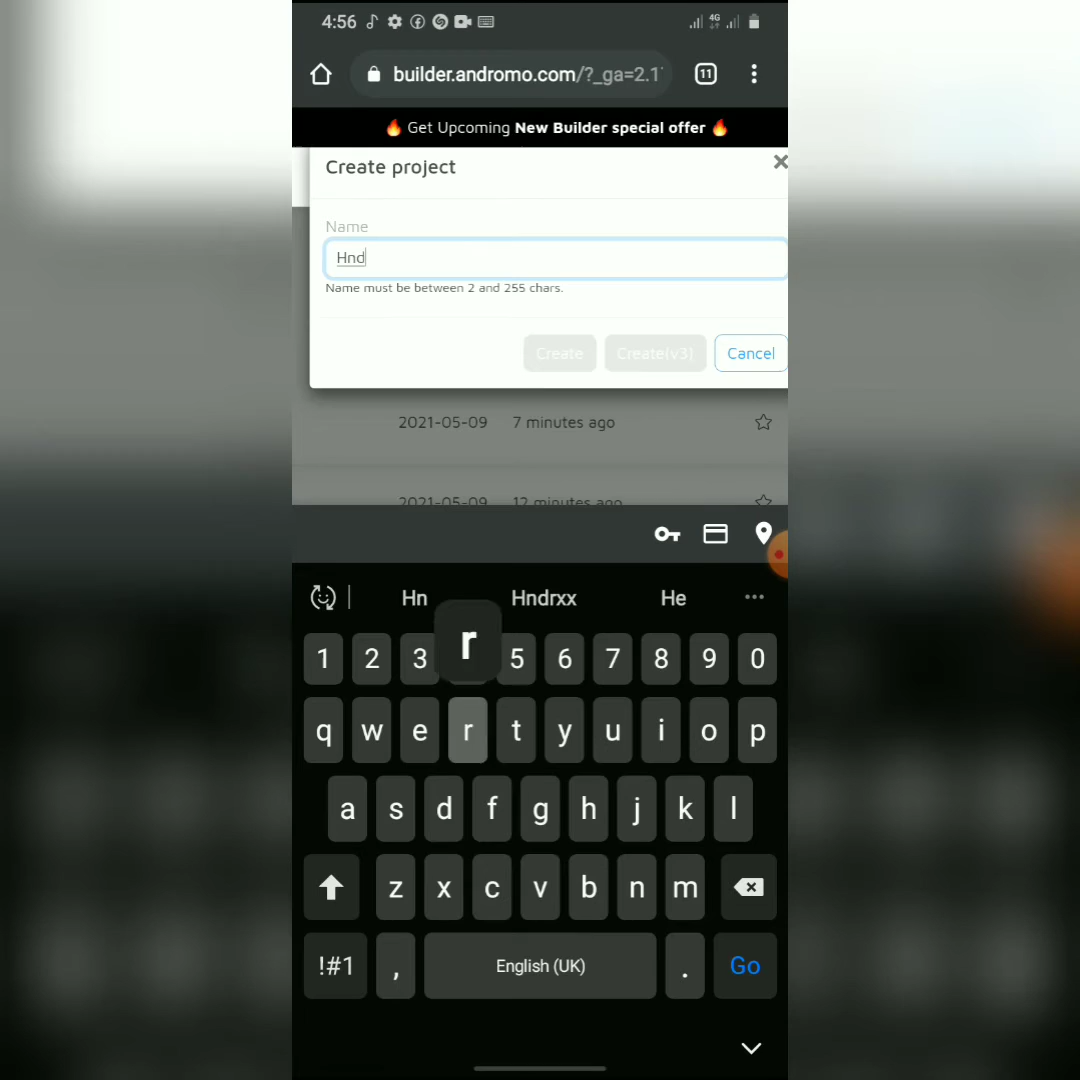 4:56 4G
builder.andromo.com/?_ga=2.1 11
🔥 Get Upcoming New Builder special offer 🔥
Create project
Name
Hnd
Name must be between 2 and 255 chars.
Create Create(v3) Cancel
2021-05-09 7 minutes ago
2021-05-09 12 minutes ago
Hn Hndrxx He
r
1 2 3 5 6 7 8 9 0
q w e r t y u i o p
a s d f g h j k l
z x c v b n m
!#1 , English (UK) . Go